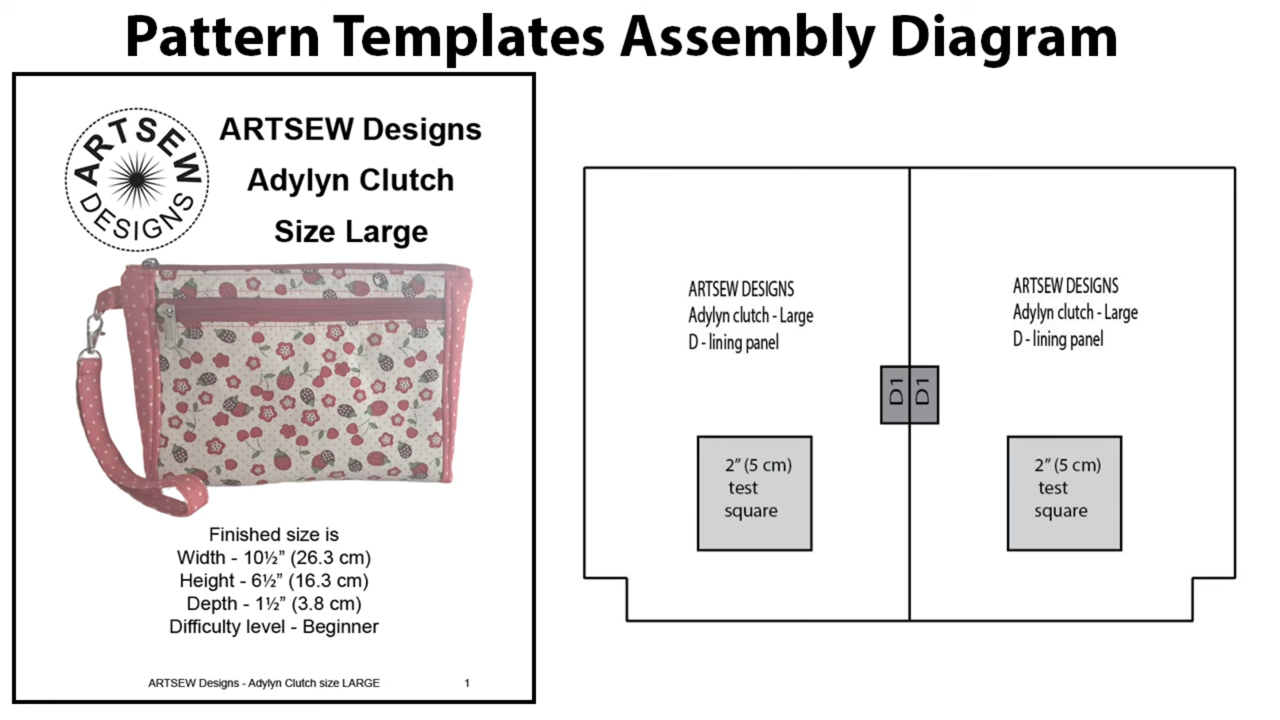 Pattern Templates Assembly Diagram
ARTSEW
DESIGNS
ARTSEW Designs
Adylyn Clutch
Size Large
Finished size is
Width - 10½” (26.3 cm)
Height - 6½” (16.3 cm)
Depth - 1½” (3.8 cm)
Difficulty level - Beginner
ARTSEW Designs - Adylyn Clutch size LARGE 1
ARTSEW DESIGNS
Adylyn clutch - Large
D - lining panel
D1
2” (5 cm)
test
square
ARTSEW DESIGNS
Adylyn clutch - Large
D - lining panel
D1
2” (5 cm)
test
square